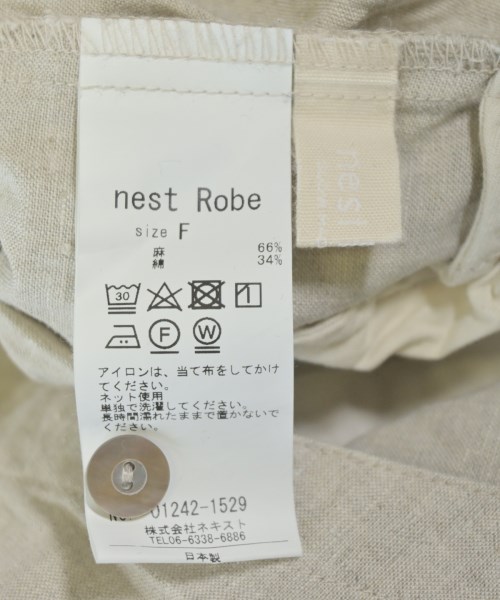 nest Robe
size F
麻 66%
綿 34%
30
F W
アイロンは、当て布をしてかけ
てください。
ネット使用
単独で洗濯してください。
長時間濡れたままで置かないで
ください。
01242-1529
株式会社ネキスト
TEL06-6338-6886
日本製
nest